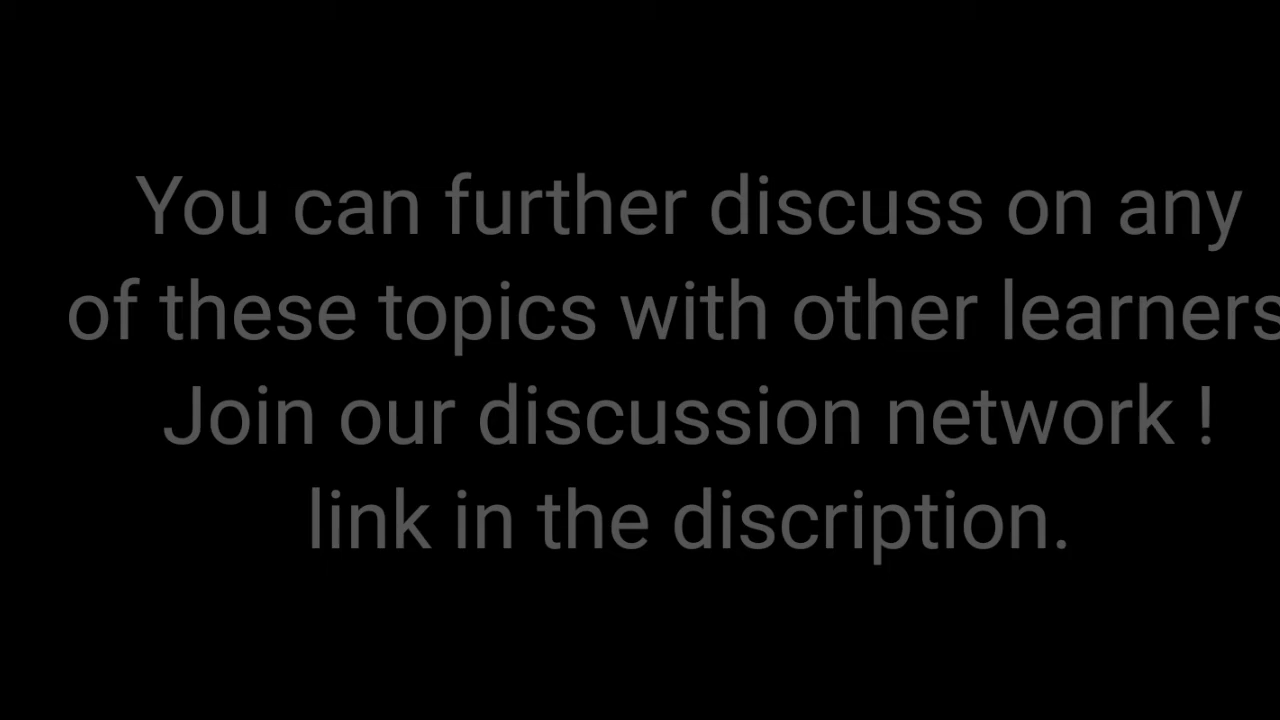 You can further discuss on any
of these topics with other learners
Join our discussion network !
link in the discription.